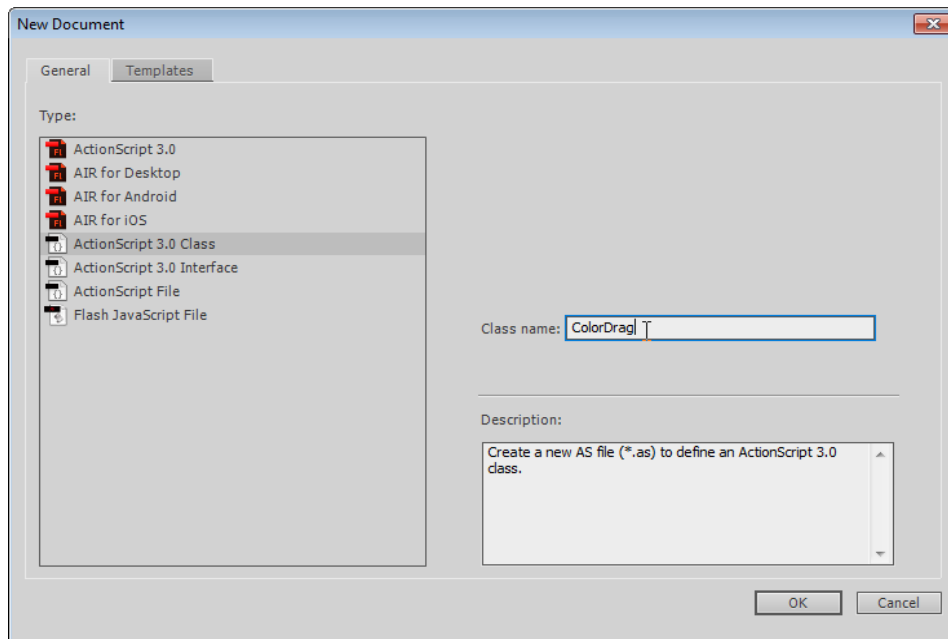 New Document
General
Templates
Type:
ActionScript 3.0
AIR for Desktop
AIR for Android
AIR for iOS
ActionScript 3.0 Class
ActionScript 3.0 Interface
ActionScript File
Flash JavaScript File
Class name: ColorDrag
Description:
Create a new AS file (*.as) to define an ActionScript 3.0
class.
OK
Cancel